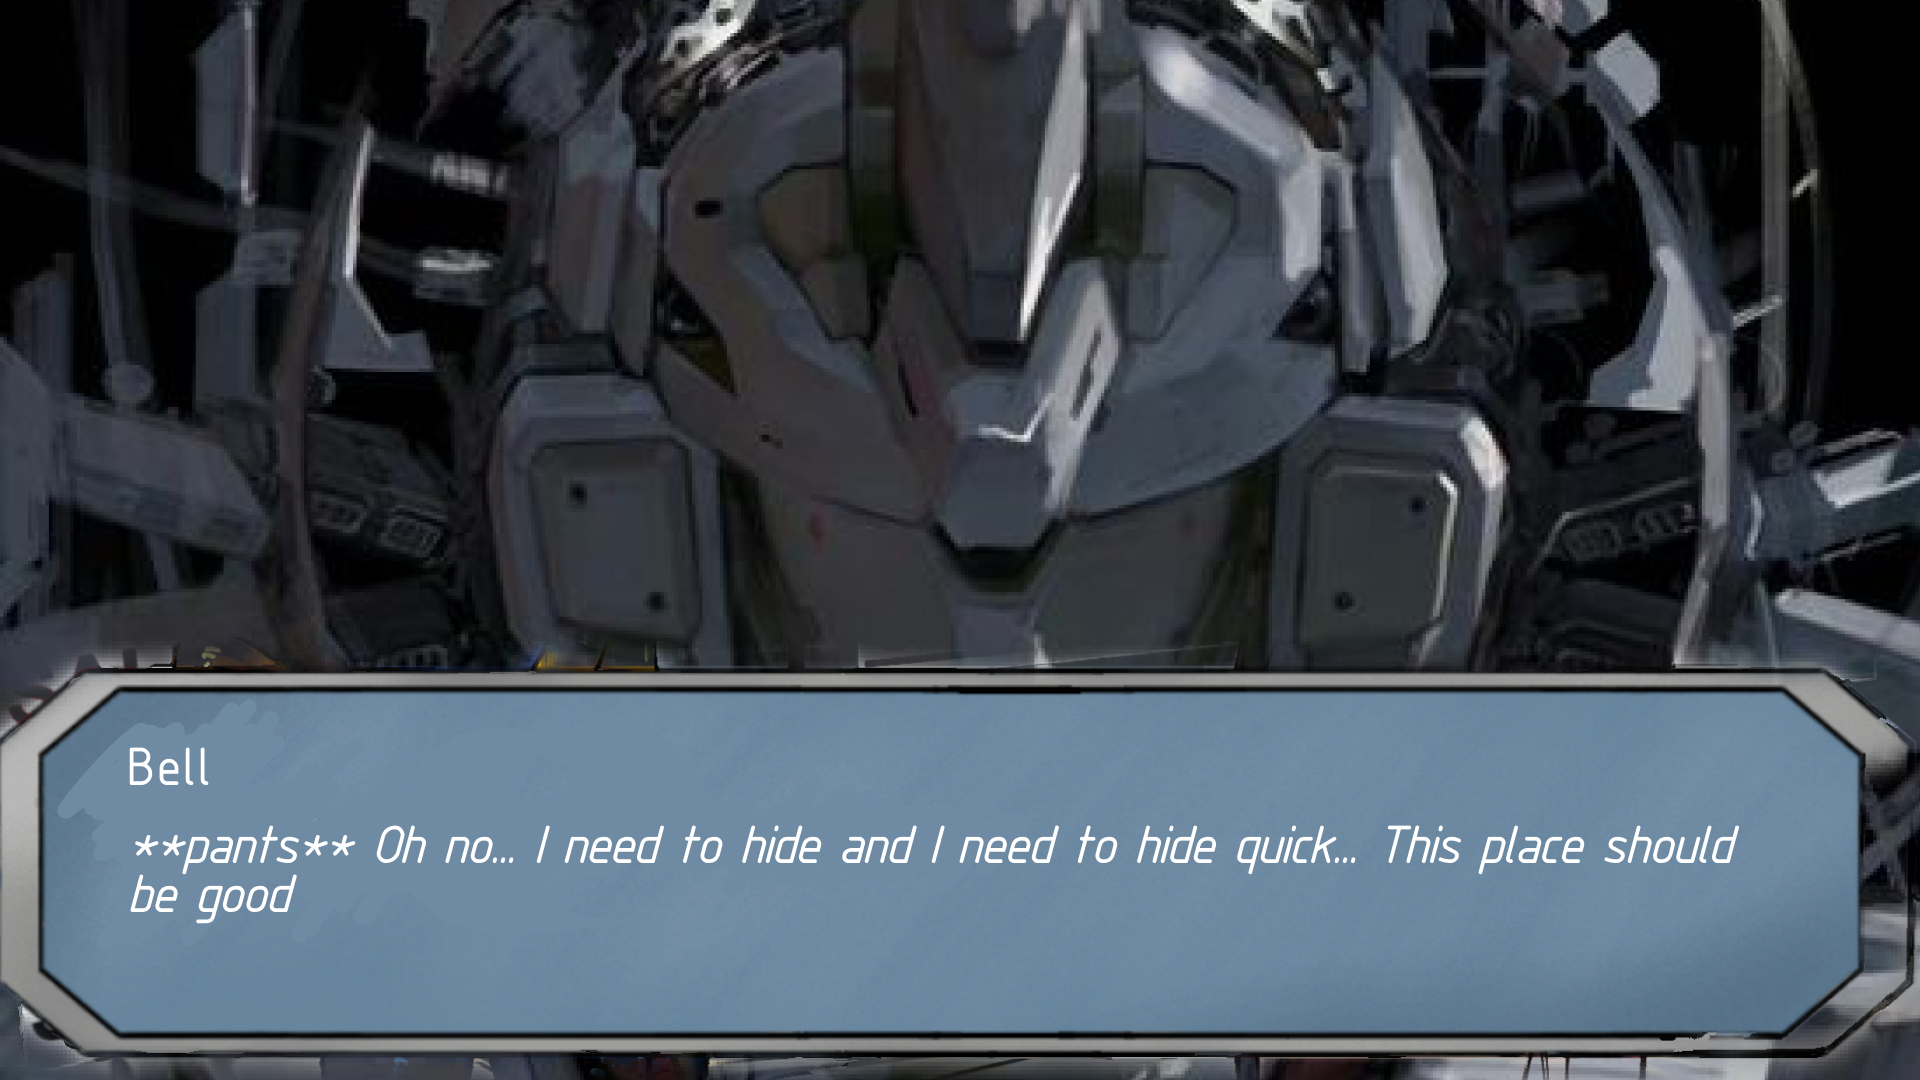 Bell
**pants** Oh no... I need to hide and I need to hide quick... This place should
be good